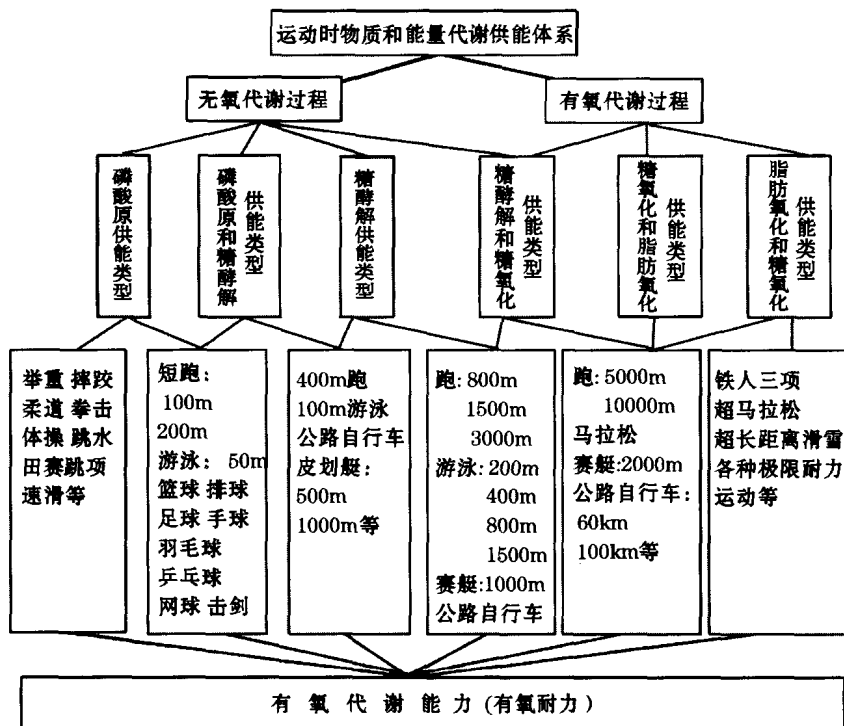 运动时物质和能量代谢供能体系
无氧代谢过程
有氧代谢过程
磷酸原供能类型
磷酸原和糖酵解
供能类型
糖酵解供能类型
糖酵解和糖氧化
供能类型
糖氧化和脂肪氧化
供能类型
脂肪氧化和糖氧化
供能类型
举重 摔跤
柔道 拳击
体操 跳水
田赛跳项
速滑等
短跑:
100m
200m
游泳: 50m
篮球 排球
足球 手球
羽毛球
乒乓球
网球 击剑
400m跑
100m游泳
公路自行车
皮划艇:
500m
1000m等
跑: 800m
1500m
3000m
游泳: 200m
400m
800m
1500m
赛艇:1000m
公路自行车
跑: 5000m
10000m
马拉松
赛艇:2000m
公路自行车:
60km
100km等
铁人三项
超马拉松
超长距离滑雪
各种极限耐力
运动等
有 氧 代 谢 能 力 (有氧耐力)